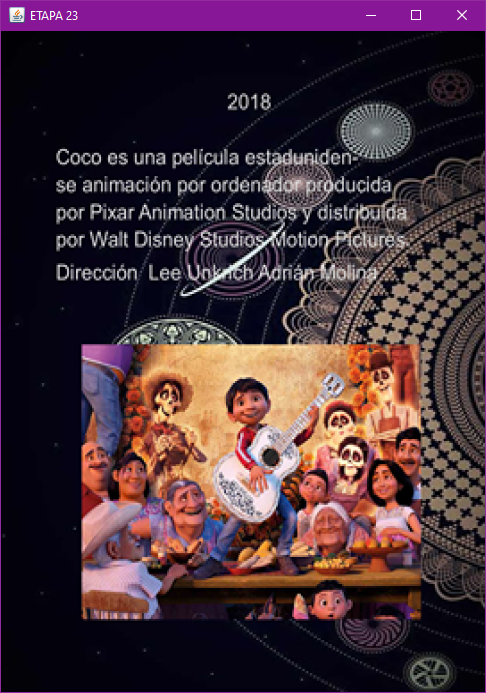 ETAPA 23
2018
Coco es una película estaduniden-
se animación por ordenador producida
por Pixar Animation Studios y distribuida
por Walt Disney Studios Motion Pictures.
Dirección Lee Unkrich Adrián Molina